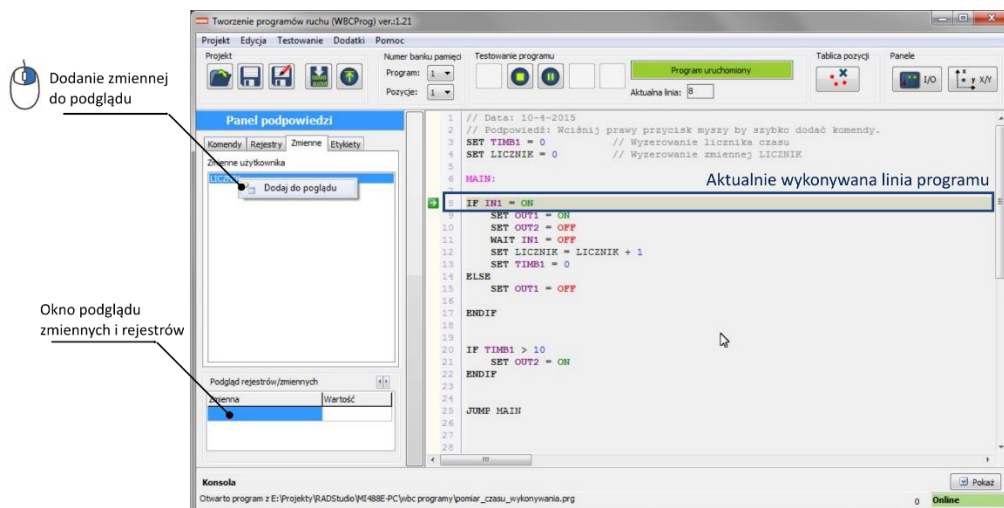 Tworzenie programów ruchu (WBCProg) ver.:1.21
Projekt Edycja Testowanie Dodatki Pomoc
Projekt
Numer banku pamięci
Program: 1
Pozycje: 1
Testowanie programu
Program uruchomiony
Aktualna linia: 8
Tablica pozycji
Panele
I/O
x y X/Y
Dodanie zmiennej
do podglądu
Panel podpowiedzi
Komendy Rejestry Zmienne Etykiety
Zmienne użytkownika
Dodaj do poglądu
Okno podglądu
zmiennych i rejestrów
Podgląd rejestrów/zmiennych
Zmienna Wartość
1 // Data: 10-4-2015
2 // Podpowiedź: Wciśnij prawy przycisk myszy by szybko dodać komendy.
3 SET TIMB1 = 0 // Wyzerowanie licznika czasu
4 SET LICZNIK = 0 // Wyzerowanie zmiennej LICZNIK
5
6 MAIN:
Aktualnie wykonywana linia programu
8 IF IN1 = ON
9 SET OUT1 = ON
10 SET OUT2 = OFF
11 WAIT IN1 = OFF
12 SET LICZNIK = LICZNIK + 1
13 SET TIMB1 = 0
14 ELSE
15 SET OUT1 = OFF
16
17 ENDIF
18
19
20 IF TIMB1 > 10
21 SET OUT2 = ON
22 ENDIF
23
24
25 JUMP MAIN
26
27
28
Konsola
Pokaż
Otwarto program z E:\Projekty\RADStudio\MI488E-PC\wbc programy\pomiar_czasu_wykonywania.prg
0 Online